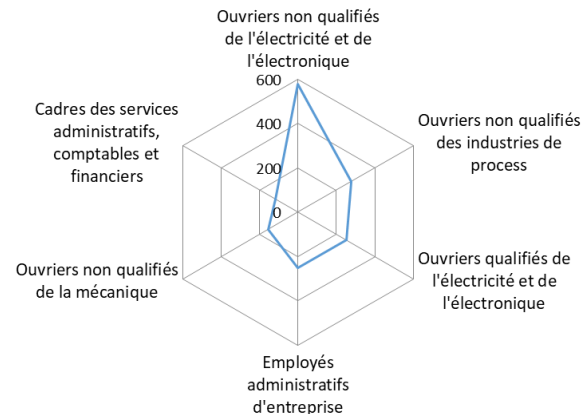 Ouvriers non qualifiés
de l'électricité et de
l'électronique
600
400
200
0
Ouvriers non qualifiés
des industries de
process
Ouvriers qualifiés de
l'électricité et de
l'électronique
Employés
administratifs
d'entreprise
Ouvriers non qualifiés
de la mécanique
Cadres des services
administratifs,
comptables et
financiers